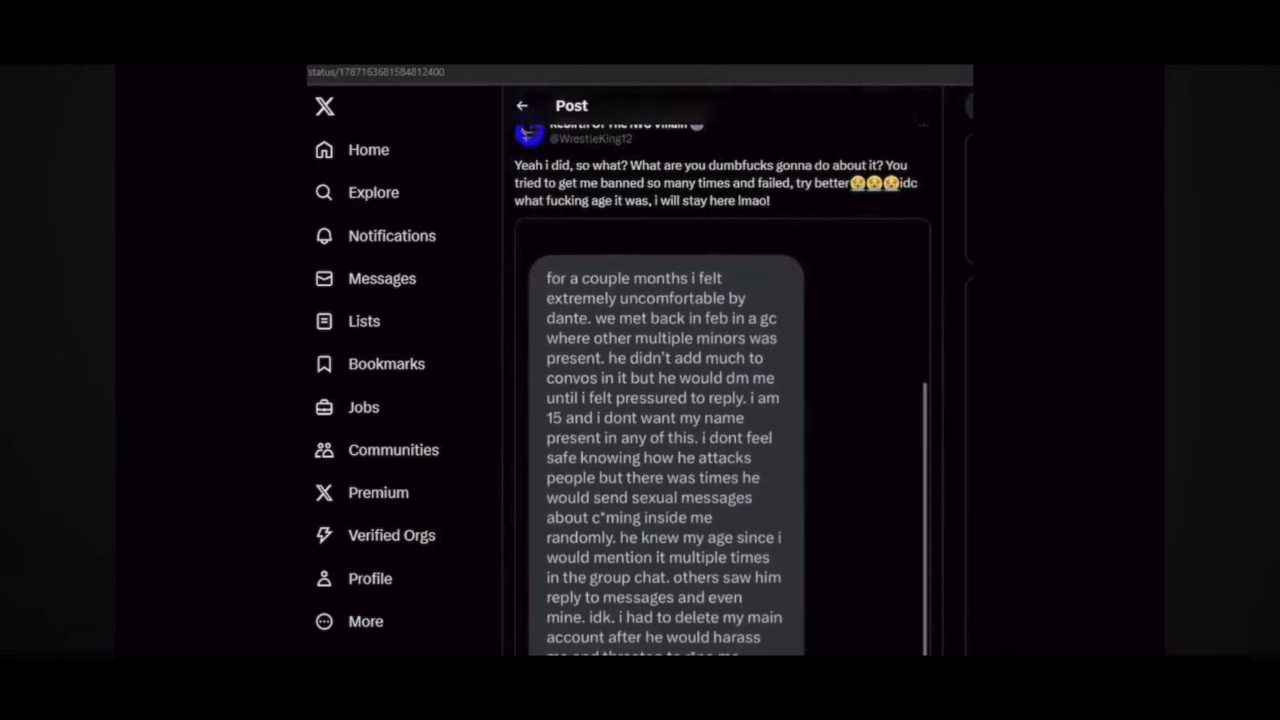 status/1787163681584812400
Post
Rebirth Of The IWC Villain
@WrestleKing12
Yeah i did, so what? What are you dumbfucks gonna do about it? You
tried to get me banned so many times and failed, try better😢😢😢idc
what fucking age it was, i will stay here lmao!
Home
Explore
Notifications
Messages
Lists
Bookmarks
Jobs
Communities
Premium
Verified Orgs
Profile
More
for a couple months i felt
extremely uncomfortable by
dante. we met back in feb in a gc
where other multiple minors was
present. he didn't add much to
convos in it but he would dm me
until i felt pressured to reply. i am
15 and i dont want my name
present in any of this. i dont feel
safe knowing how he attacks
people but there was times he
would send sexual messages
about c*ming inside me
randomly. he knew my age since i
would mention it multiple times
in the group chat. others saw him
reply to messages and even
mine. idk. i had to delete my main
account after he would harass